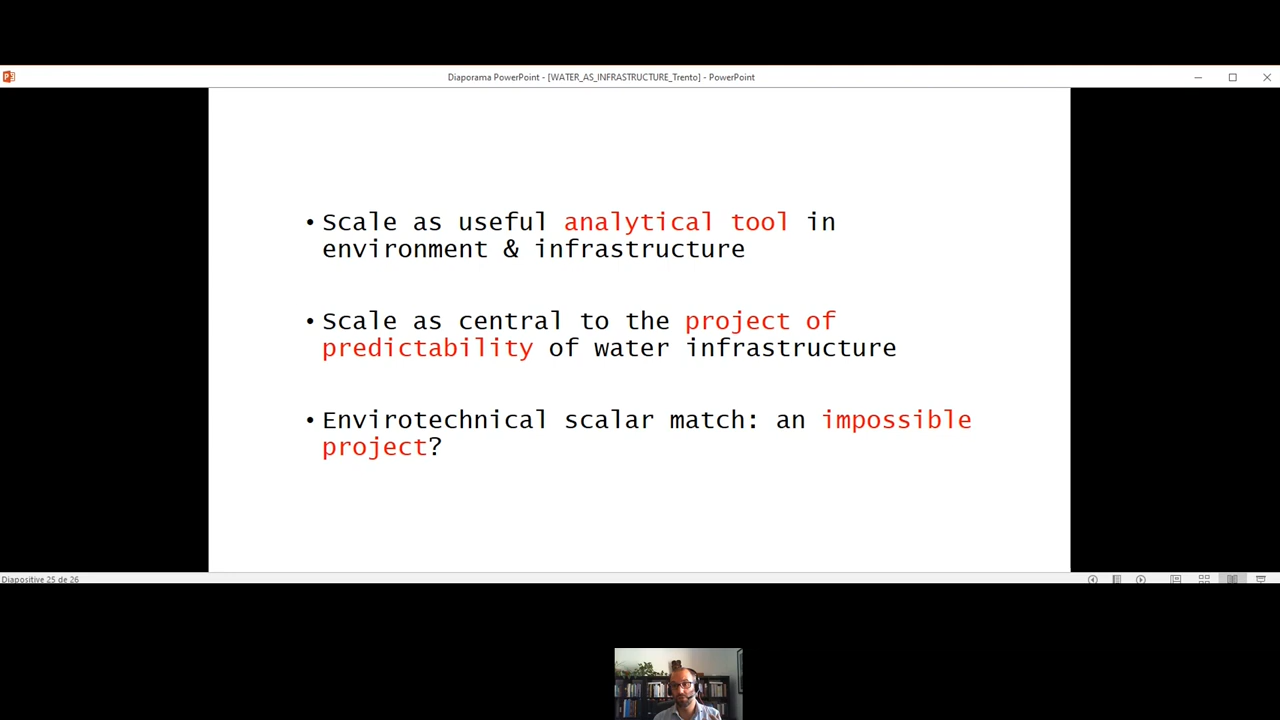 Diaporama PowerPoint - [WATER_AS_INFRASTRUCTURE_Trento] - PowerPoint
• Scale as useful analytical tool in
environment & infrastructure
• Scale as central to the project of
predictability of water infrastructure
• Envirotechnical scalar match: an impossible
project?
Diapositive 25 de 26